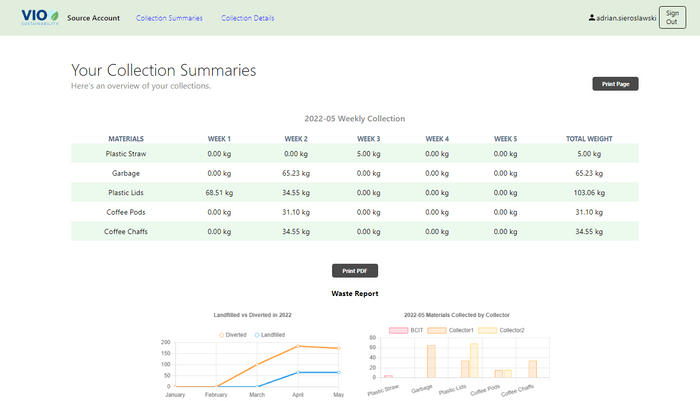 VIO
SUSTAINABILITY
Source Account Collection Summaries Collection Details adrian.sieroslawski Sign Out
Your Collection Summaries
Here's an overview of your collections.
Print Page
2022-05 Weekly Collection
MATERIALS WEEK 1 WEEK 2 WEEK 3 WEEK 4 WEEK 5 TOTAL WEIGHT
Plastic Straw 0.00 kg 0.00 kg 5.00 kg 0.00 kg 0.00 kg 5.00 kg
Garbage 0.00 kg 65.23 kg 0.00 kg 0.00 kg 0.00 kg 65.23 kg
Plastic Lids 68.51 kg 34.55 kg 0.00 kg 0.00 kg 0.00 kg 103.06 kg
Coffee Pods 0.00 kg 31.10 kg 0.00 kg 0.00 kg 0.00 kg 31.10 kg
Coffee Chaffs 0.00 kg 34.55 kg 0.00 kg 0.00 kg 0.00 kg 34.55 kg
Print PDF
Waste Report
Landfilled vs Diverted in 2022
Diverted Landfilled
200
150
100
50
0
January February March April May
2022-05 Materials Collected by Collector
BCIT Collector1 Collector2
80
60
40
20
0
Plastic Straw Garbage Plastic Lids Coffee Pods Coffee Chaffs